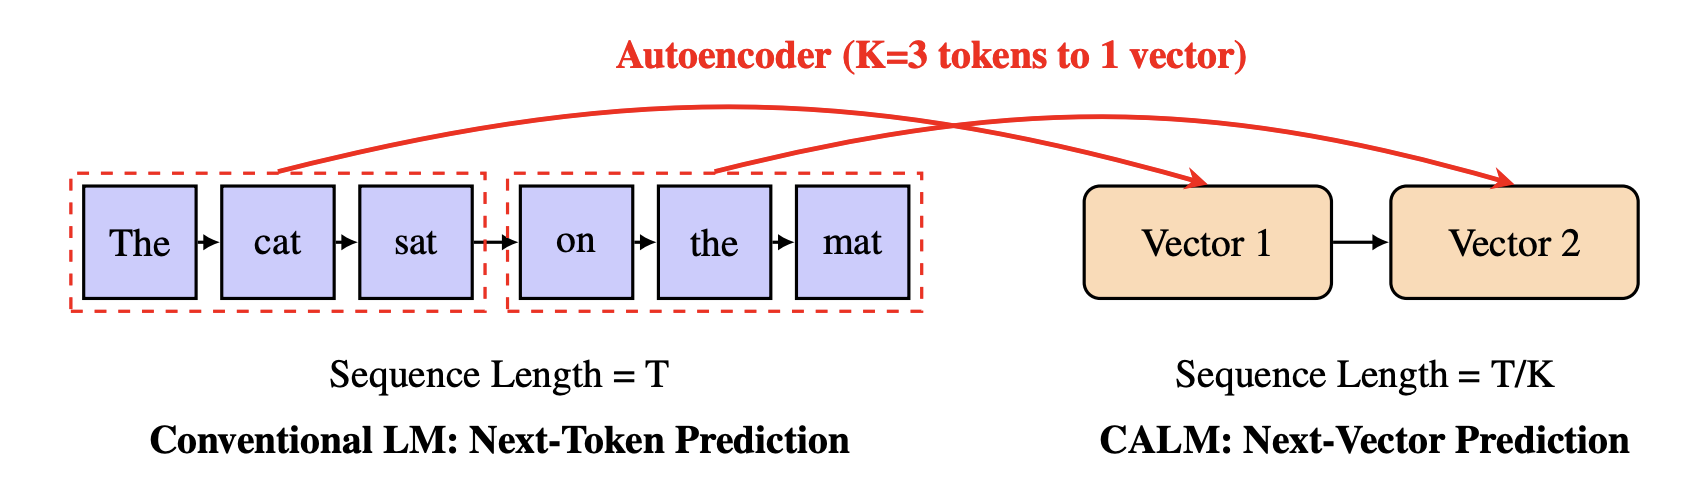 Autoencoder (K=3 tokens to 1 vector)
The cat sat on the mat Vector 1 Vector 2
Sequence Length = T Sequence Length = T/K
Conventional LM: Next-Token Prediction CALM: Next-Vector Prediction